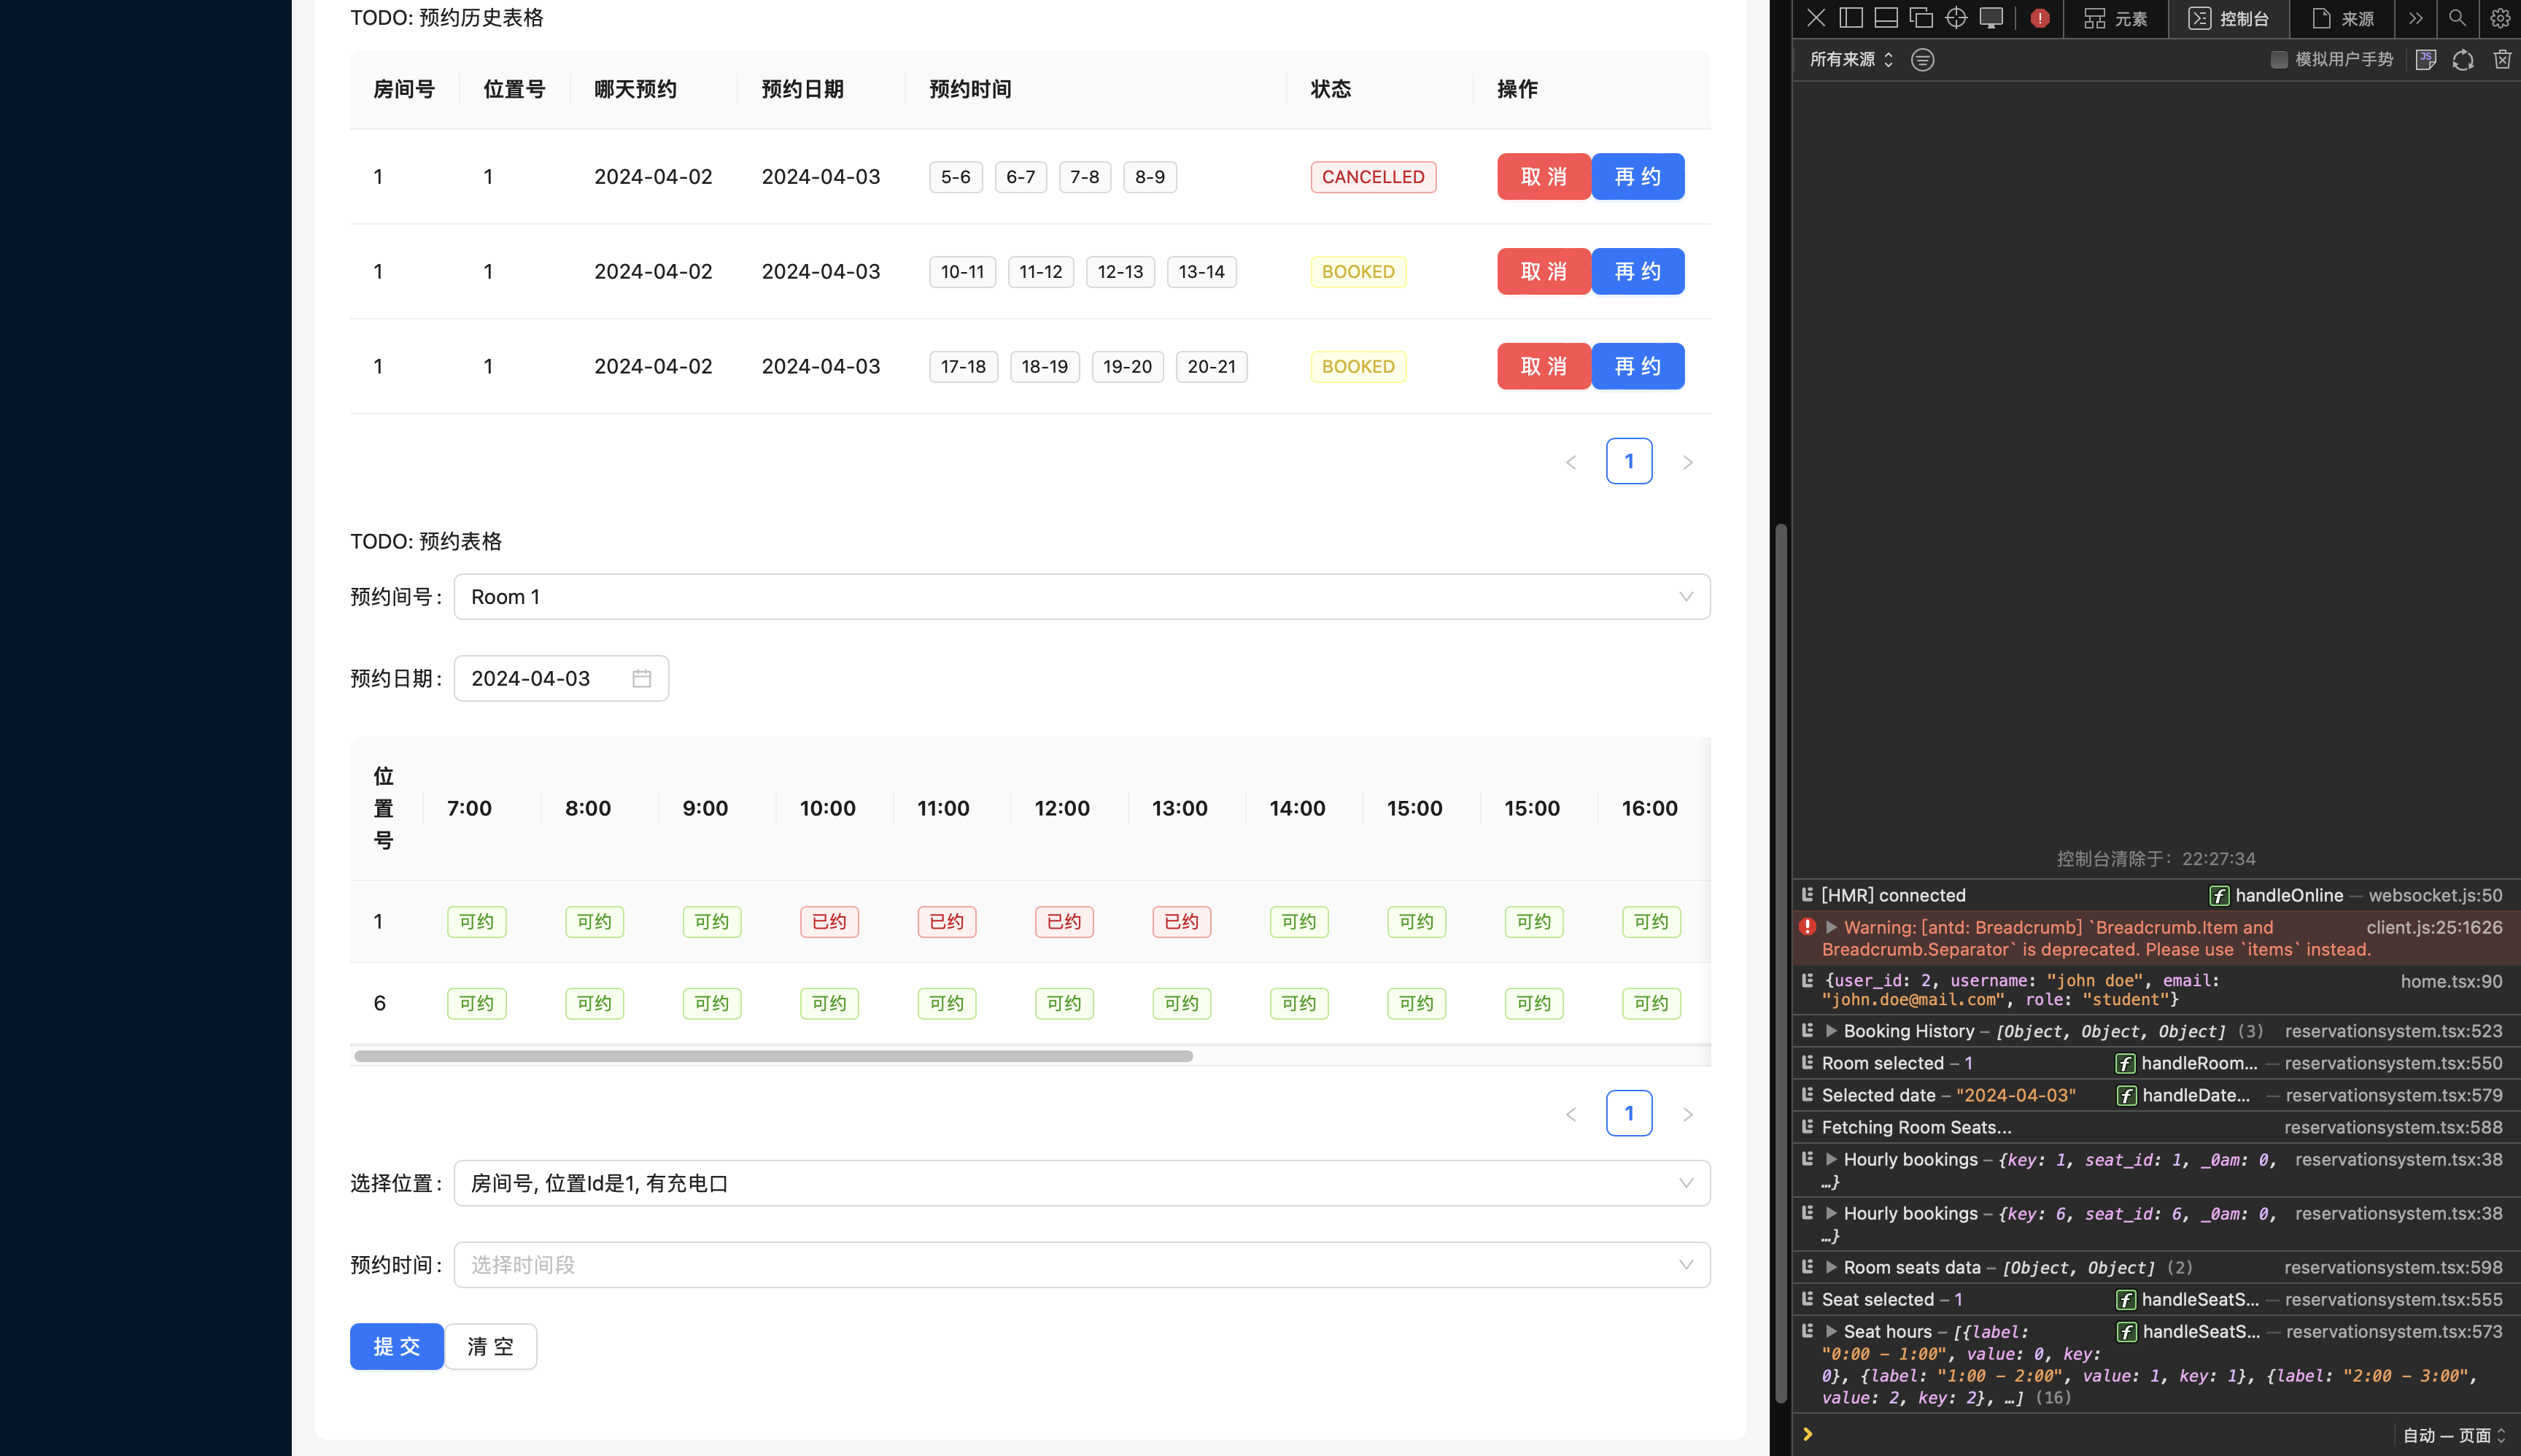 TODO: 预约历史表格
房间号 位置号 哪天预约 预约日期 预约时间 状态 操作
1 1 2024-04-02 2024-04-03 5-6 6-7 7-8 8-9 CANCELLED 取 消 再 约
1 1 2024-04-02 2024-04-03 10-11 11-12 12-13 13-14 BOOKED 取 消 再 约
1 1 2024-04-02 2024-04-03 17-18 18-19 19-20 20-21 BOOKED 取 消 再 约
1
TODO: 预约表格
预约间号: Room 1
预约日期: 2024-04-03
位置号 7:00 8:00 9:00 10:00 11:00 12:00 13:00 14:00 15:00 15:00 16:00
1 可约 可约 可约 已约 已约 已约 已约 可约 可约 可约 可约
6 可约 可约 可约 可约 可约 可约 可约 可约 可约 可约 可约
1
选择位置: 房间号, 位置Id是1, 有充电口
预约时间: 选择时间段
提 交 清 空
元素 控制台 来源
所有来源 模拟用户手势
控制台清除于: 22:27:34
[HMR] connected handleOnline — websocket.js:50
Warning: [antd: Breadcrumb] `Breadcrumb.Item and client.js:25:1626
Breadcrumb.Separator` is deprecated. Please use `items` instead.
{user_id: 2, username: "john doe", email: home.tsx:90
"john.doe@mail.com", role: "student"}
Booking History – [Object, Object, Object] (3) reservationsystem.tsx:523
Room selected – 1 handleRoom… — reservationsystem.tsx:550
Selected date – "2024-04-03" handleDate… — reservationsystem.tsx:579
Fetching Room Seats... reservationsystem.tsx:588
Hourly bookings – {key: 1, seat_id: 1, _0am: 0, reservationsystem.tsx:38
…}
Hourly bookings – {key: 6, seat_id: 6, _0am: 0, reservationsystem.tsx:38
…}
Room seats data – [Object, Object] (2) reservationsystem.tsx:598
Seat selected – 1 handleSeatS… — reservationsystem.tsx:555
Seat hours – [{label: handleSeatS… — reservationsystem.tsx:573
"0:00 – 1:00", value: 0, key:
0}, {label: "1:00 – 2:00", value: 1, key: 1}, {label: "2:00 – 3:00",
value: 2, key: 2}, …] (16)
自动 — 页面